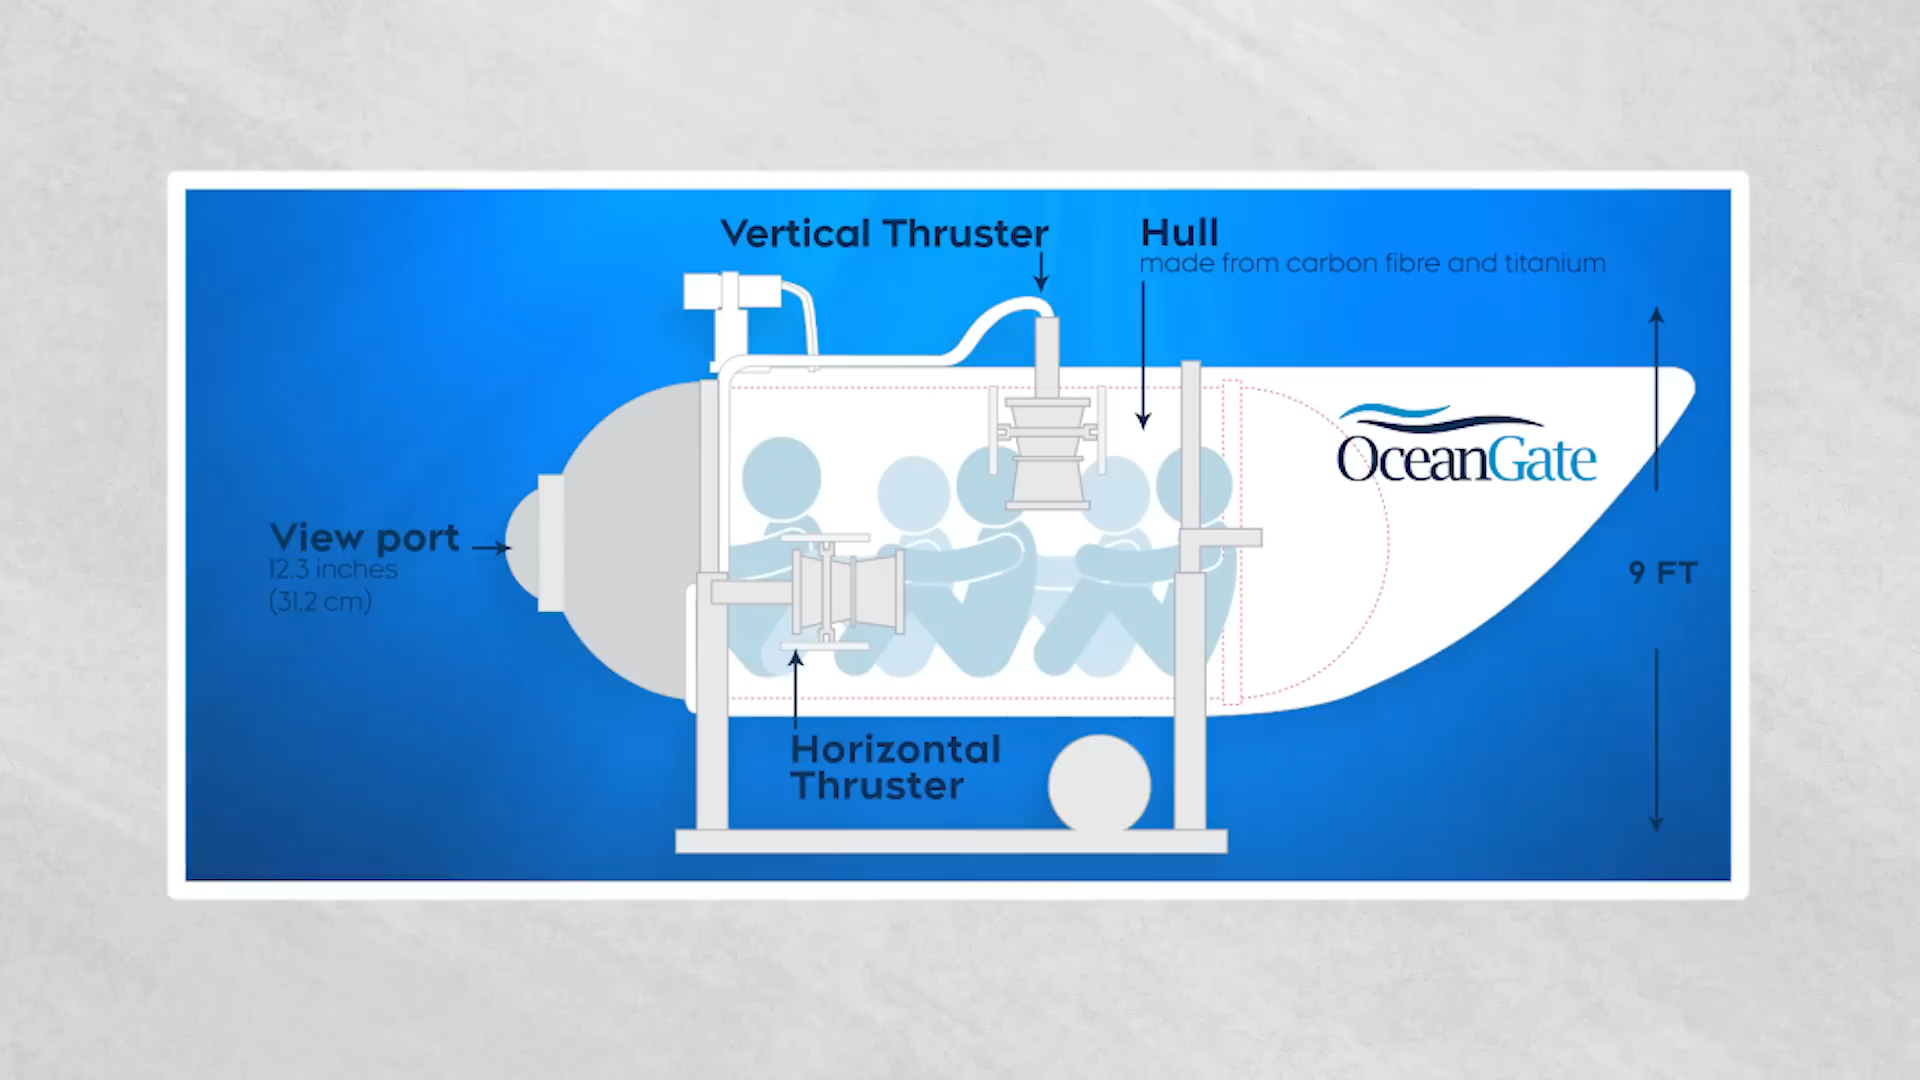 Vertical Thruster
Hull
made from carbon fibre and titanium
OceanGate
View port
12.3 inches
(31.2 cm)
9 FT
Horizontal
Thruster